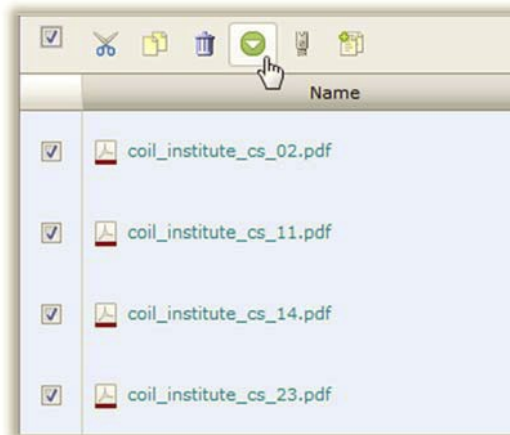 Name
coil_institute_cs_02.pdf
coil_institute_cs_11.pdf
coil_institute_cs_14.pdf
coil_institute_cs_23.pdf